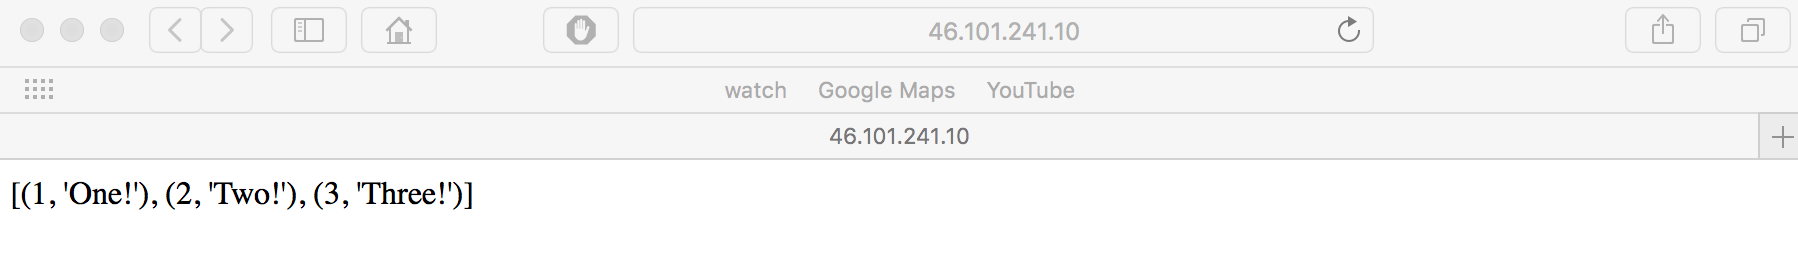 46.101.241.10
watch Google Maps YouTube
46.101.241.10
[(1, 'One!'), (2, 'Two!'), (3, 'Three!')]